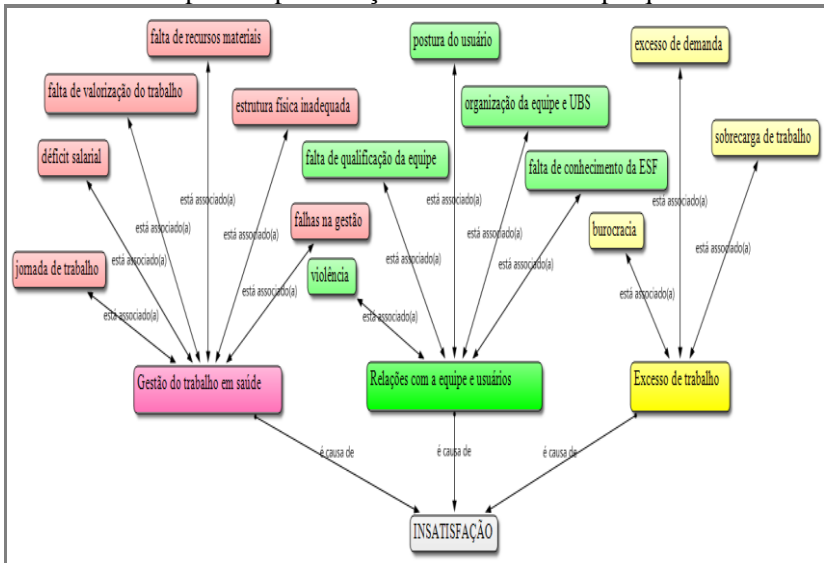 falta de recursos materiais
postura do usuário
excesso de demanda
falta de valorização do trabalho
estrutura física inadequada
organização da equipe e UBS
sobrecarga de trabalho
déficit salarial
falta de qualificação da equipe
falta de conhecimento da ESF
está associado(a)
está associado(a)
está associado(a)
falhas na gestão
está associado(a)
está associado(a)
burocracia
está associado(a)
está associado(a)
jornada de trabalho
está associado(a)
violência
está associado(a)
está associado(a)
está associado(a)
está associado(a)
está associado(a)
está associado(a)
está associado(a)
Gestão do trabalho em saúde
Relações com a equipe e usuários
Excesso de trabalho
é causa de
é causa de
é causa de
INSATISFAÇÃO